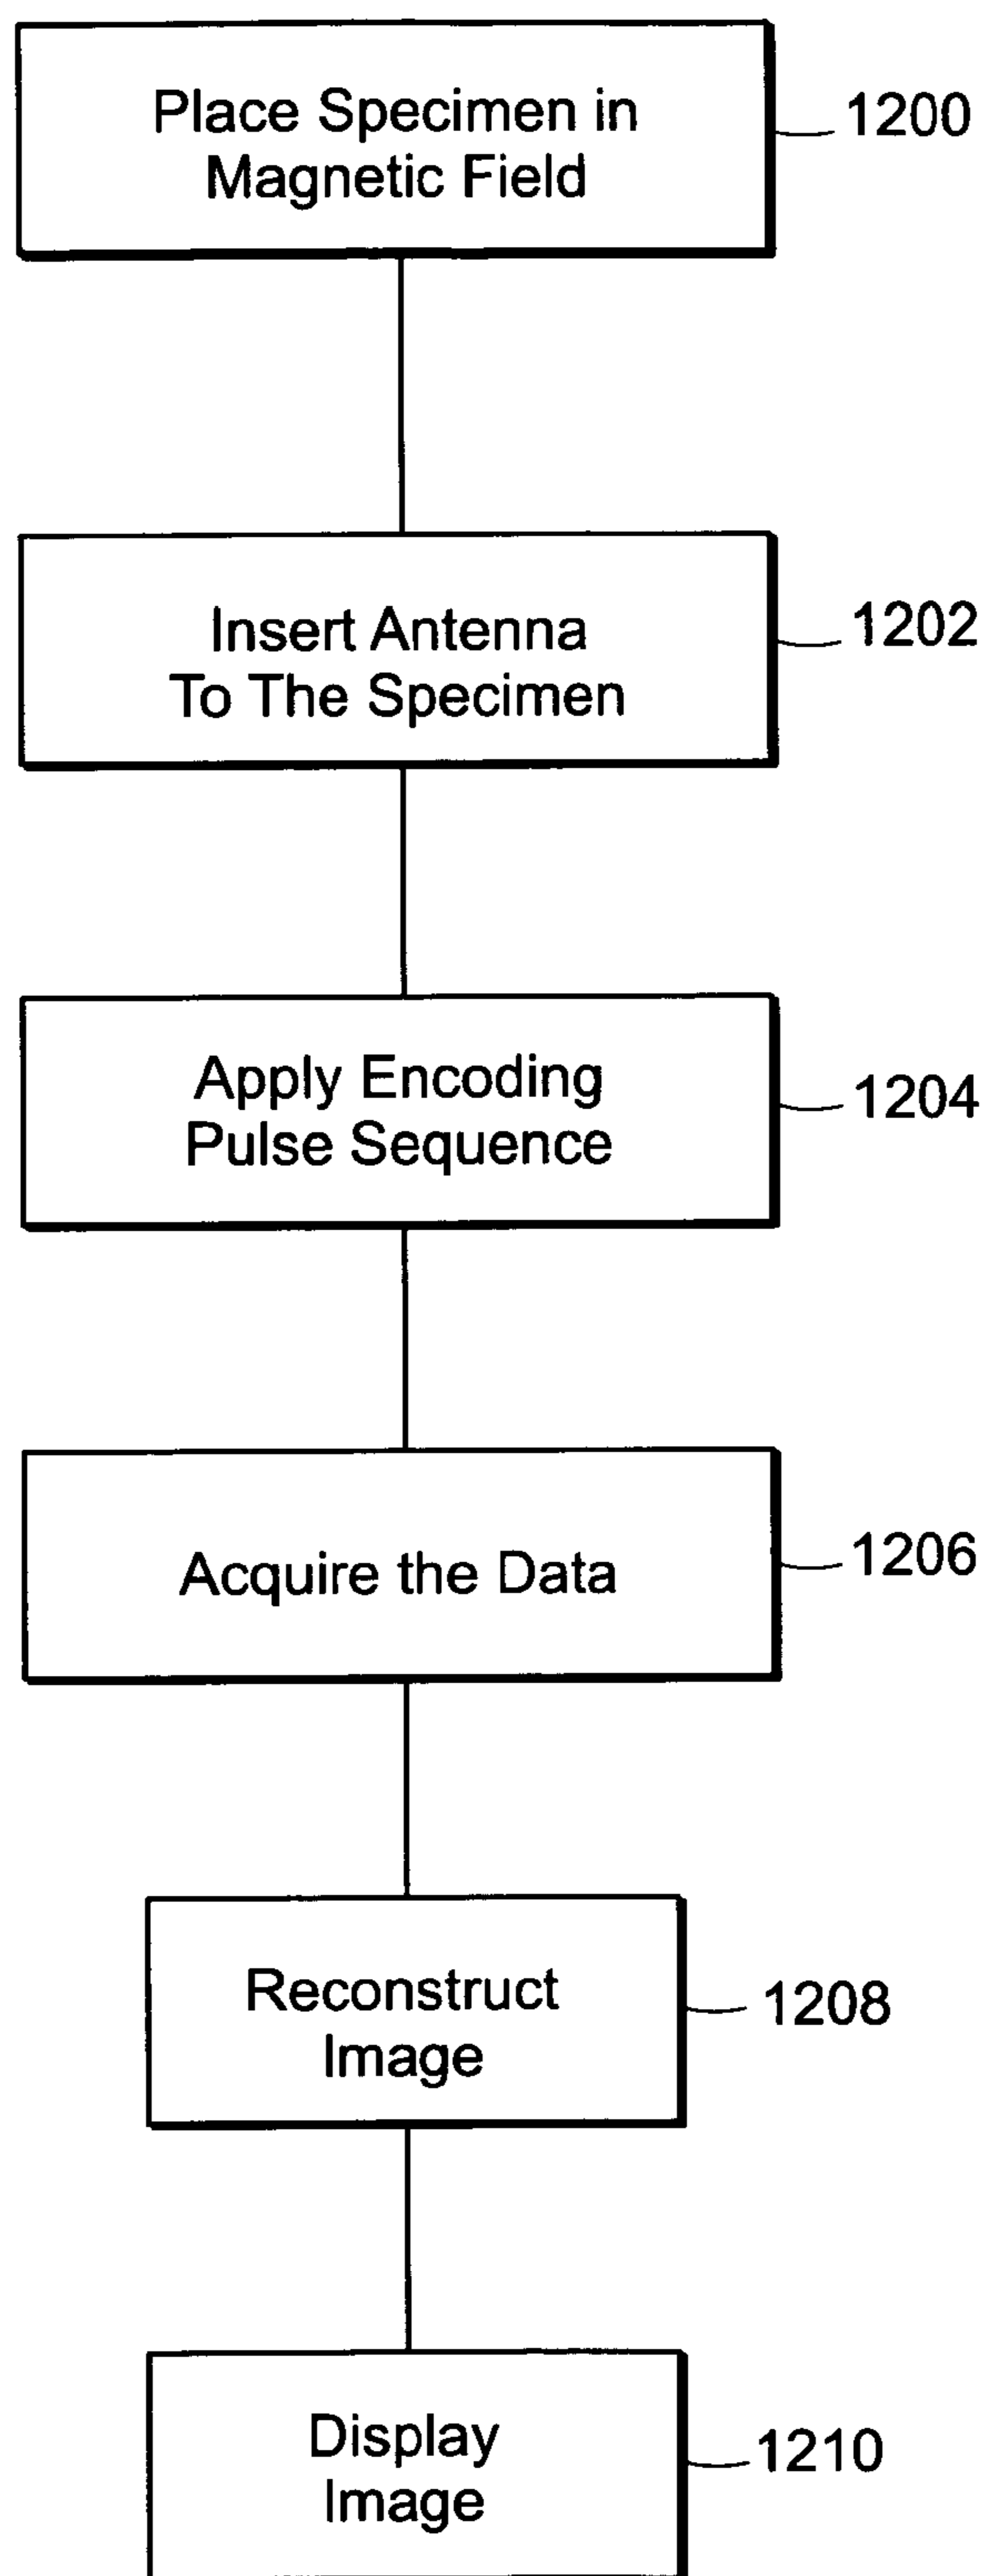 Place Specimen in
Magnetic Field
1200
Insert Antenna
To The Specimen
1202
Apply Encoding
Pulse Sequence
1204
Acquire the Data
1206
Reconstruct
Image
1208
Display
Image
1210